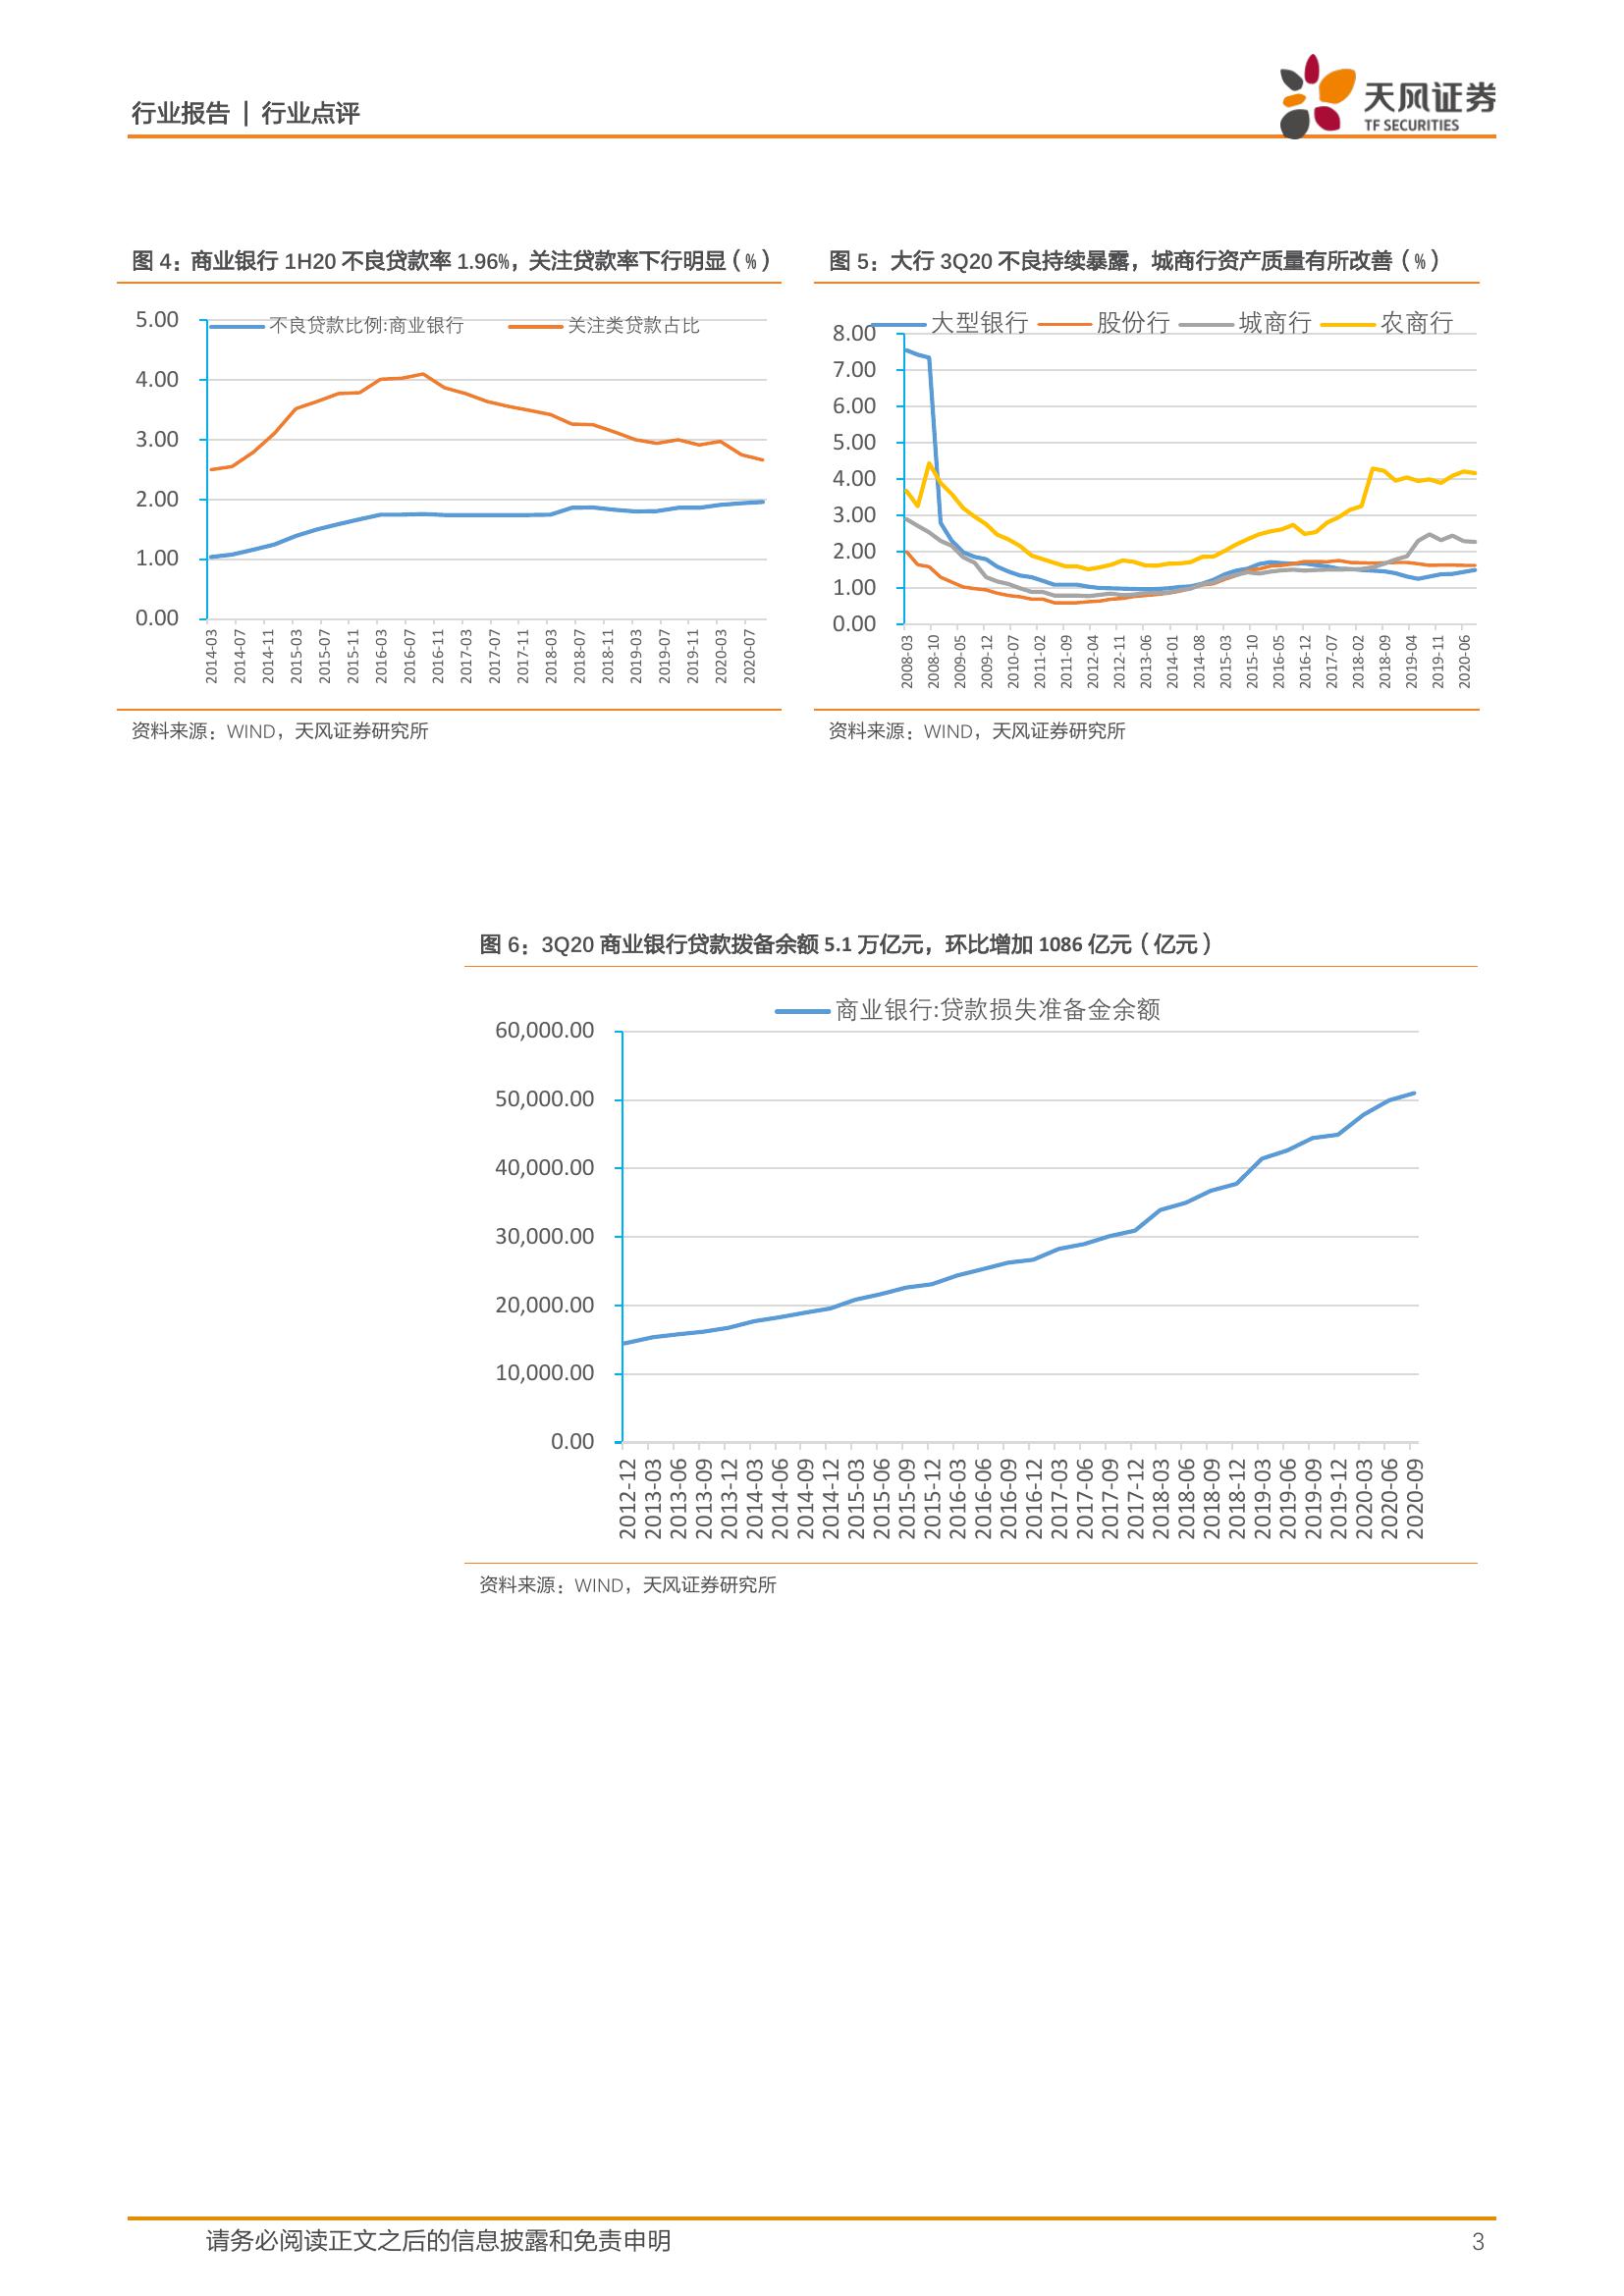 行业报告 | 行业点评
天风证券
TF SECURITIES
图 4：商业银行 1H20 不良贷款率 1.96%，关注贷款率下行明显（%）
不良贷款比例:商业银行 关注类贷款占比
5.00
4.00
3.00
2.00
1.00
0.00
2014-03 2014-07 2014-11 2015-03 2015-07 2015-11 2016-03 2016-07 2016-11 2017-03 2017-07 2017-11 2018-03 2018-07 2018-11 2019-03 2019-07 2019-11 2020-03 2020-07
资料来源：WIND，天风证券研究所
图 5：大行 3Q20 不良持续暴露，城商行资产质量有所改善（%）
大型银行 股份行 城商行 农商行
8.00
7.00
6.00
5.00
4.00
3.00
2.00
1.00
0.00
2008-03 2008-10 2009-05 2009-12 2010-07 2011-02 2011-09 2012-04 2012-11 2013-06 2014-01 2014-08 2015-03 2015-10 2016-05 2016-12 2017-07 2018-02 2018-09 2019-04 2019-11 2020-06
资料来源：WIND，天风证券研究所
图 6：3Q20 商业银行贷款拨备余额 5.1 万亿元，环比增加 1086 亿元（亿元）
商业银行:贷款损失准备金余额
60,000.00
50,000.00
40,000.00
30,000.00
20,000.00
10,000.00
0.00
2012-12 2013-03 2013-06 2013-09 2013-12 2014-03 2014-06 2014-09 2014-12 2015-03 2015-06 2015-09 2015-12 2016-03 2016-06 2016-09 2016-12 2017-03 2017-06 2017-09 2017-12 2018-03 2018-06 2018-09 2018-12 2019-03 2019-06 2019-09 2019-12 2020-03 2020-06 2020-09
资料来源：WIND，天风证券研究所
请务必阅读正文之后的信息披露和免责申明 3